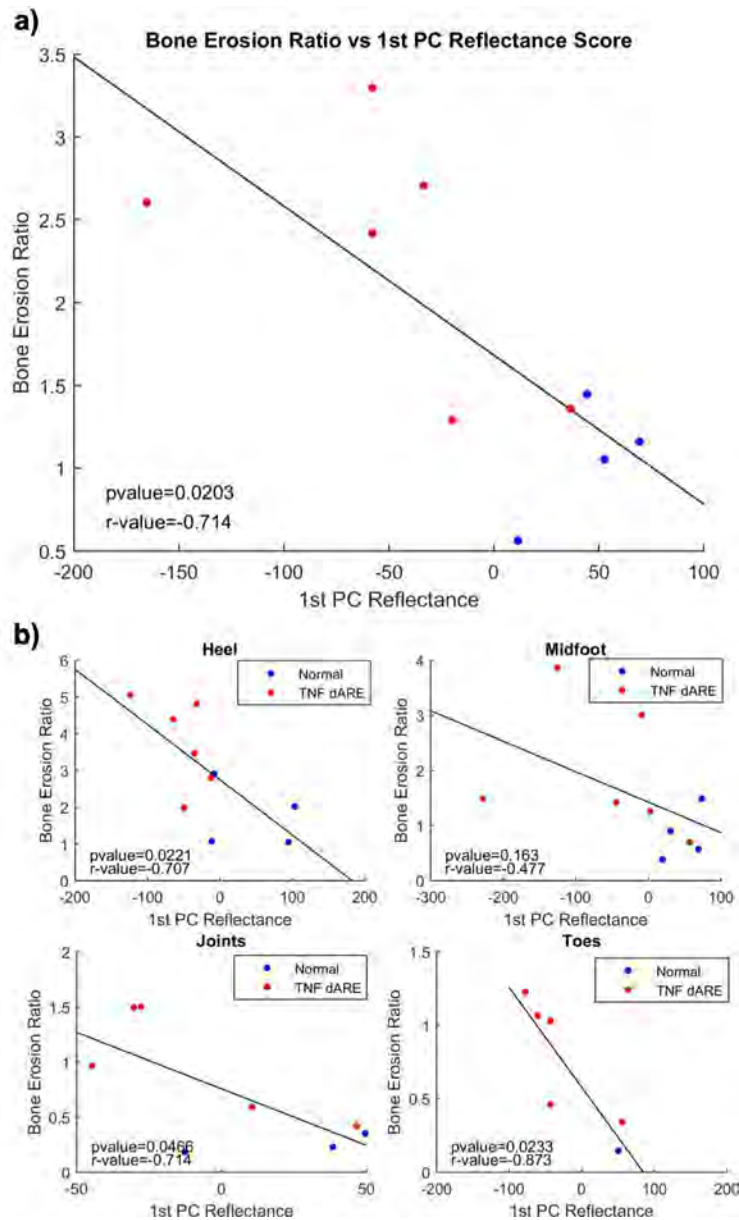 a)
Bone Erosion Ratio vs 1st PC Reflectance Score
3.5
3
2.5
2
1.5
1
0.5
Bone Erosion Ratio
pvalue=0.0203
r-value=-0.714
-200 -150 -100 -50 0 50 100
1st PC Reflectance
b)
Heel
Normal
TNF dARE
6
5
4
3
2
1
0
Bone Erosion Ratio
pvalue=0.0221
r-value=-0.707
-200 -100 0 100 200
1st PC Reflectance
Midfoot
Normal
TNF dARE
4
3
2
1
0
Bone Erosion Ratio
pvalue=0.163
r-value=-0.477
-300 -200 -100 0 100
1st PC Reflectance
Joints
Normal
TNF dARE
2
1.5
1
0.5
0
Bone Erosion Ratio
pvalue=0.0466
r-value=-0.714
-50 0 50
1st PC Reflectance
Toes
Normal
TNF dARE
1.5
1
0.5
0
Bone Erosion Ratio
pvalue=0.0233
r-value=-0.873
-200 -100 0 100 200
1st PC Reflectance